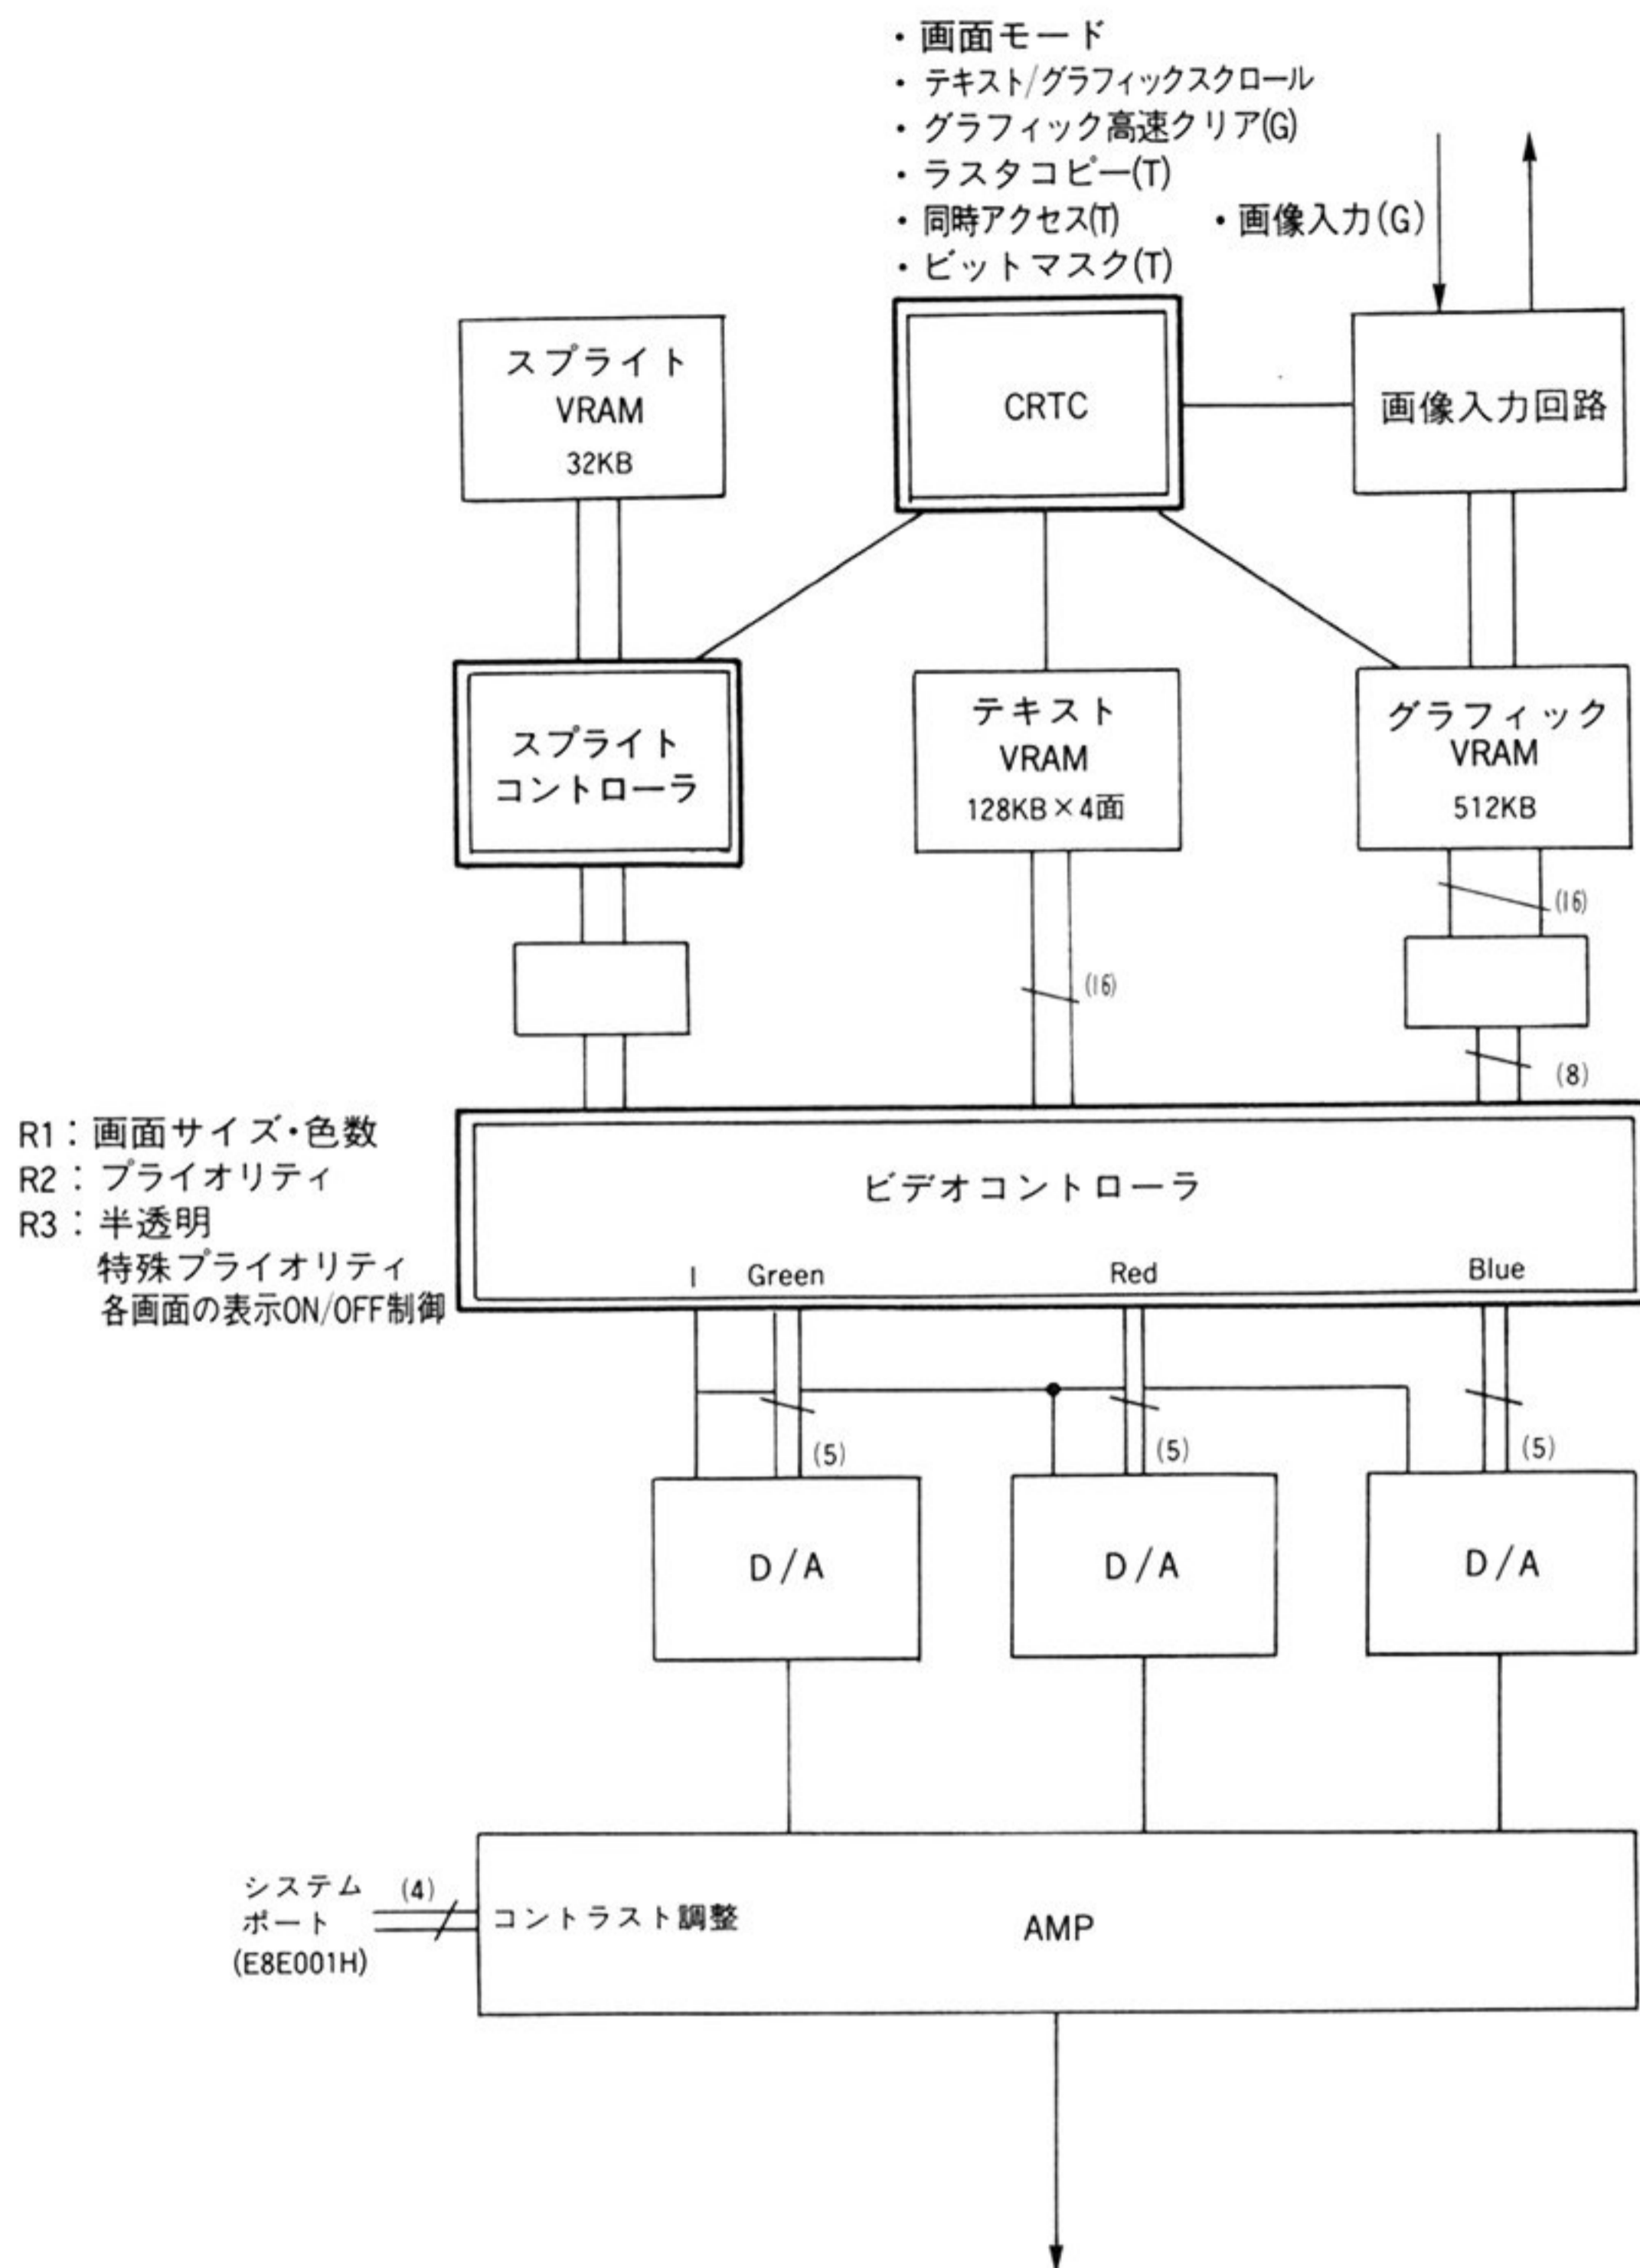 ・画面モード
・テキスト/グラフィックスクロール
・グラフィック高速クリア(G)
・ラスタコピー(T)
・同時アクセス(T)
・画像入力(G)
・ビットマスク(T)
スプライト
VRAM
32KB
CRTC
画像入力回路
スプライト
コントローラ
テキスト
VRAM
128KB×4面
グラフィック
VRAM
512KB
(16)
(16)
(8)
R1：画面サイズ・色数
R2：プライオリティ
R3：半透明
特殊プライオリティ
各画面の表示ON/OFF制御
ビデオコントローラ
I
Green
Red
Blue
(5)
(5)
(5)
D/A
D/A
D/A
システム
ポート
(E8E001H)
(4)
コントラスト調整
AMP